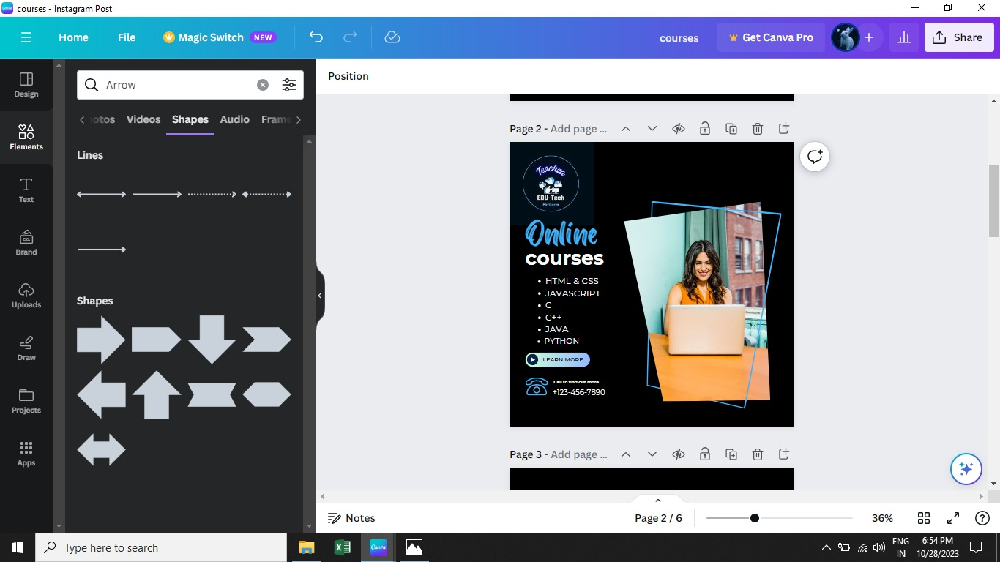 courses - Instagram Post
Home
File
Magic Switch
NEW
courses
Get Canva Pro
Share
Design
Elements
Text
CO.
Brand
Uploads
Draw
Projects
Apps
Arrow
otos
Videos
Shapes
Audio
Frame
Lines
Shapes
Position
Page 2 - Add page ...
Teachza
EDU-Tech
Platform
Online
courses
• HTML & CSS
• JAVASCRIPT
• C
• C++
• JAVA
• PYTHON
LEARN MORE
Call to find out more
+123-456-7890
Page 3 - Add page ...
Notes
Page 2 / 6
36%
Type here to search
ENG
IN
6:54 PM
10/28/2023